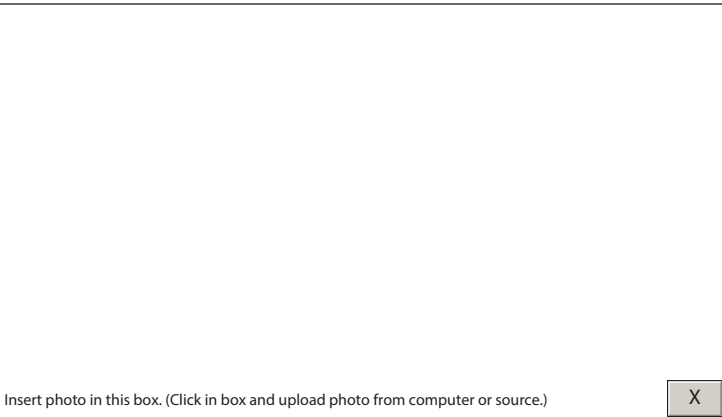 Insert photo in this box. (Click in box and upload photo from computer or source.)
X